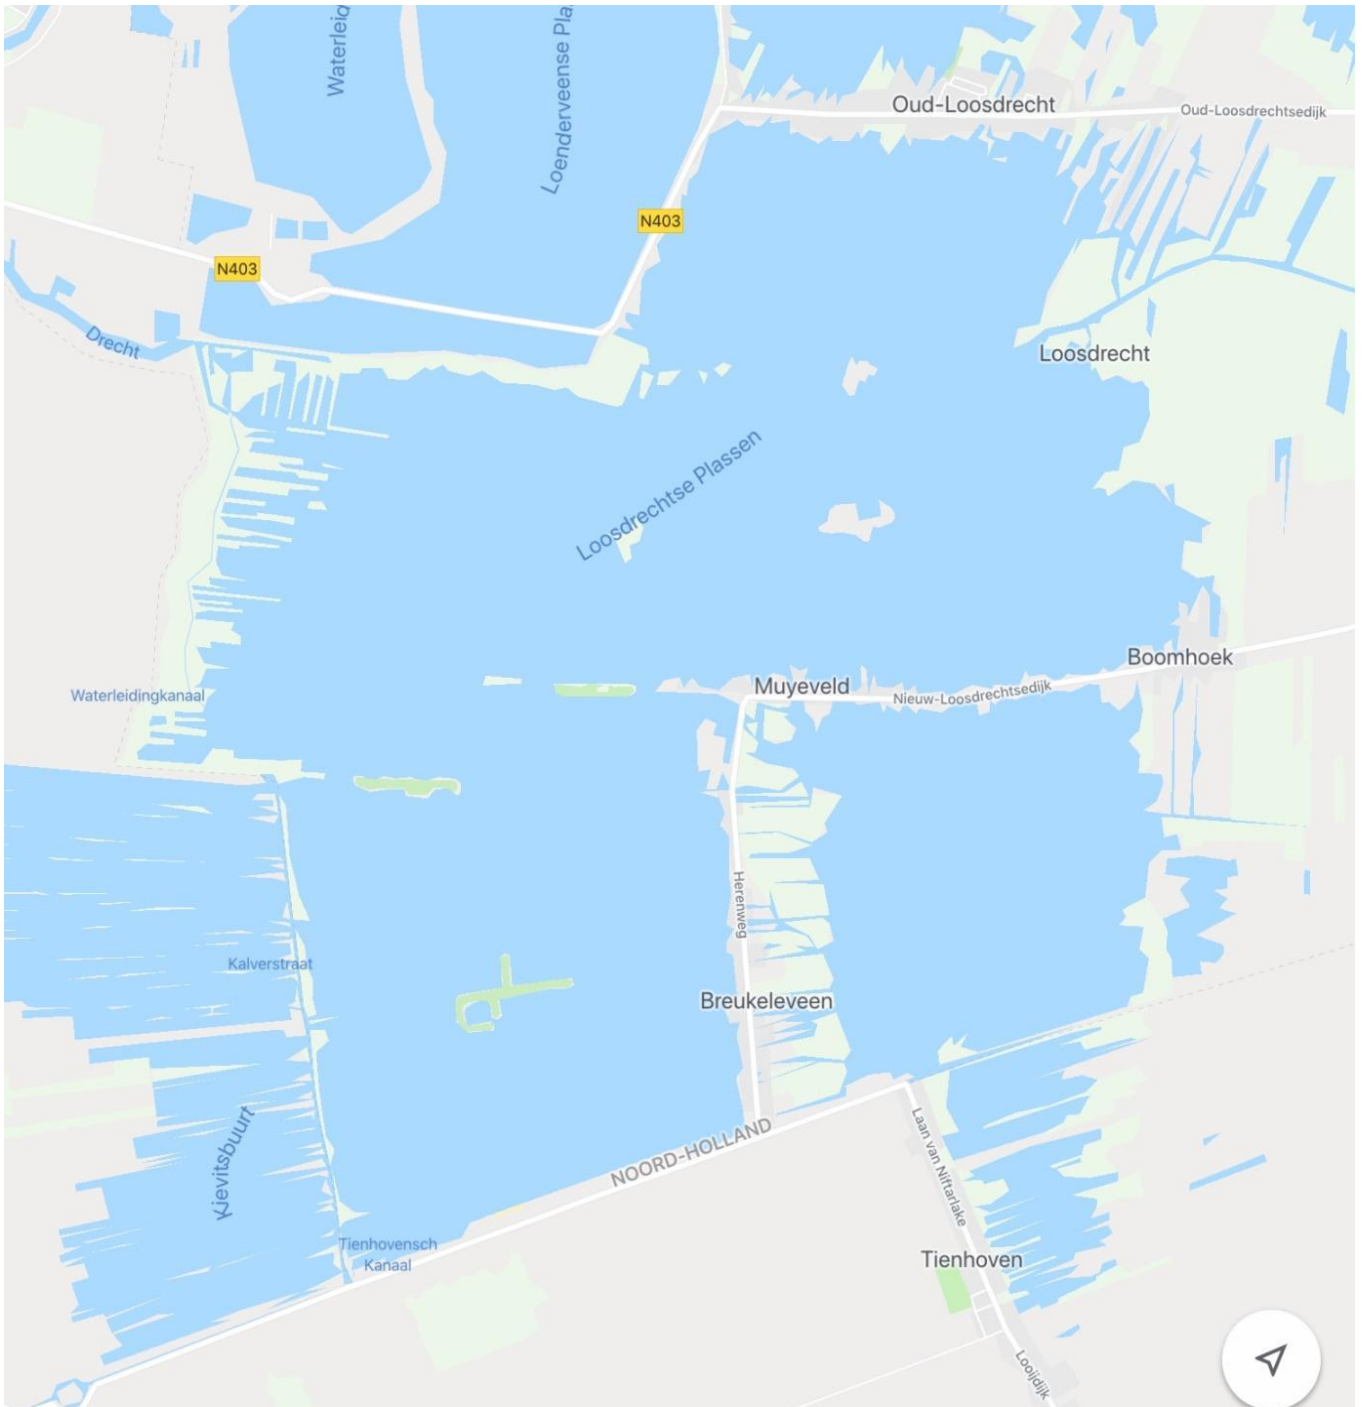 Waterleid
Loenderveense Pla
Oud-Loosdrecht
Oud-Loosdrechtsedijk
N403
N403
Drecht
Loosdrecht
Loosdrechtse Plassen
Boomhoek
Muyeveld
Nieuw-Loosdrechtsedijk
Waterleidingkanaal
Herenweg
Kalverstraat
Breukeleveen
Kievitsbuurt
NOORD-HOLLAND
Laan van Niftarlake
Tienhovensch
Kanaal
Tienhoven
Looijdijk